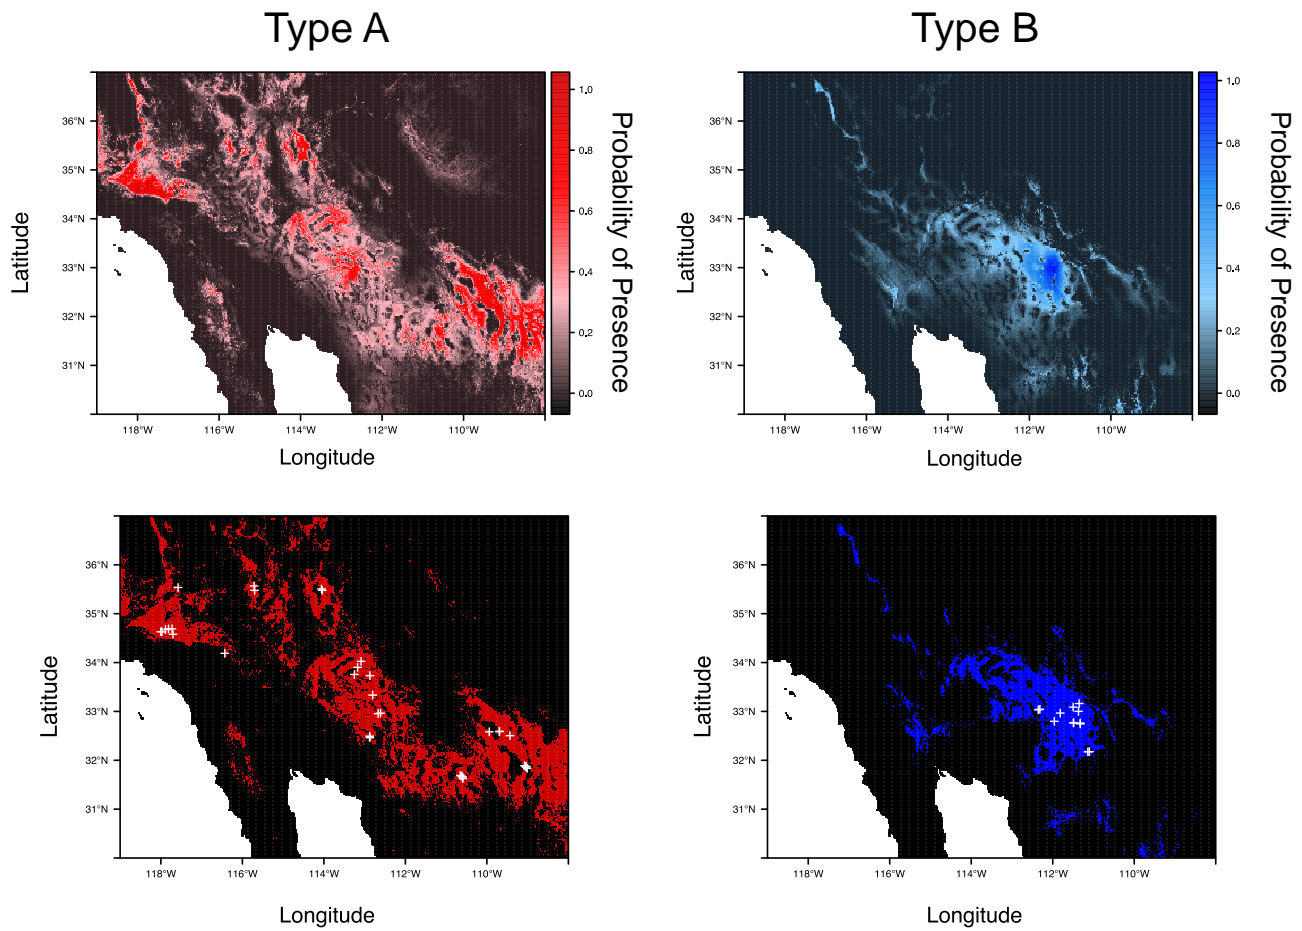 Type A
Type B
36°N
35°N
34°N
33°N
32°N
31°N
118°W
116°W
114°W
112°W
110°W
Latitude
Longitude
1.0
0.8
0.6
0.4
0.2
0.0
Probability of Presence
36°N
35°N
34°N
33°N
32°N
31°N
118°W
116°W
114°W
112°W
110°W
Latitude
Longitude
1.0
0.8
0.6
0.4
0.2
0.0
Probability of Presence
36°N
35°N
34°N
33°N
32°N
31°N
118°W
116°W
114°W
112°W
110°W
Latitude
Longitude
36°N
35°N
34°N
33°N
32°N
31°N
118°W
116°W
114°W
112°W
110°W
Latitude
Longitude